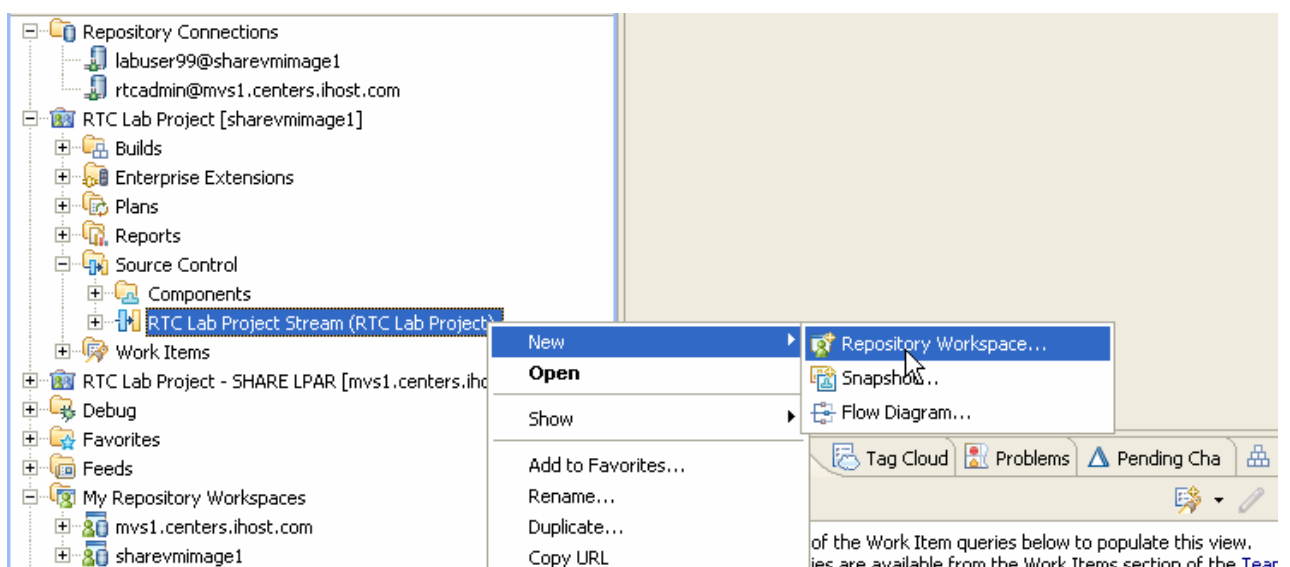 Repository Connections
labuser99@sharevmimage1
rtcadmin@mvs1.centers.ihost.com
RTC Lab Project [sharevmimage1]
Builds
Enterprise Extensions
Plans
Reports
Source Control
Components
RTC Lab Project Stream (RTC Lab Project)
Work Items
RTC Lab Project - SHARE LPAR [mvs1.centers.iho
Debug
Favorites
Feeds
My Repository Workspaces
mvs1.centers.ihost.com
sharevmimage1
New
Open
Show
Add to Favorites...
Rename...
Duplicate...
Copy URL
Repository Workspace...
Snapshot...
Flow Diagram...
Tag Cloud Problems Pending Cha
of the Work Item queries below to populate this view.
ies are available from the Work Items section of the Tear